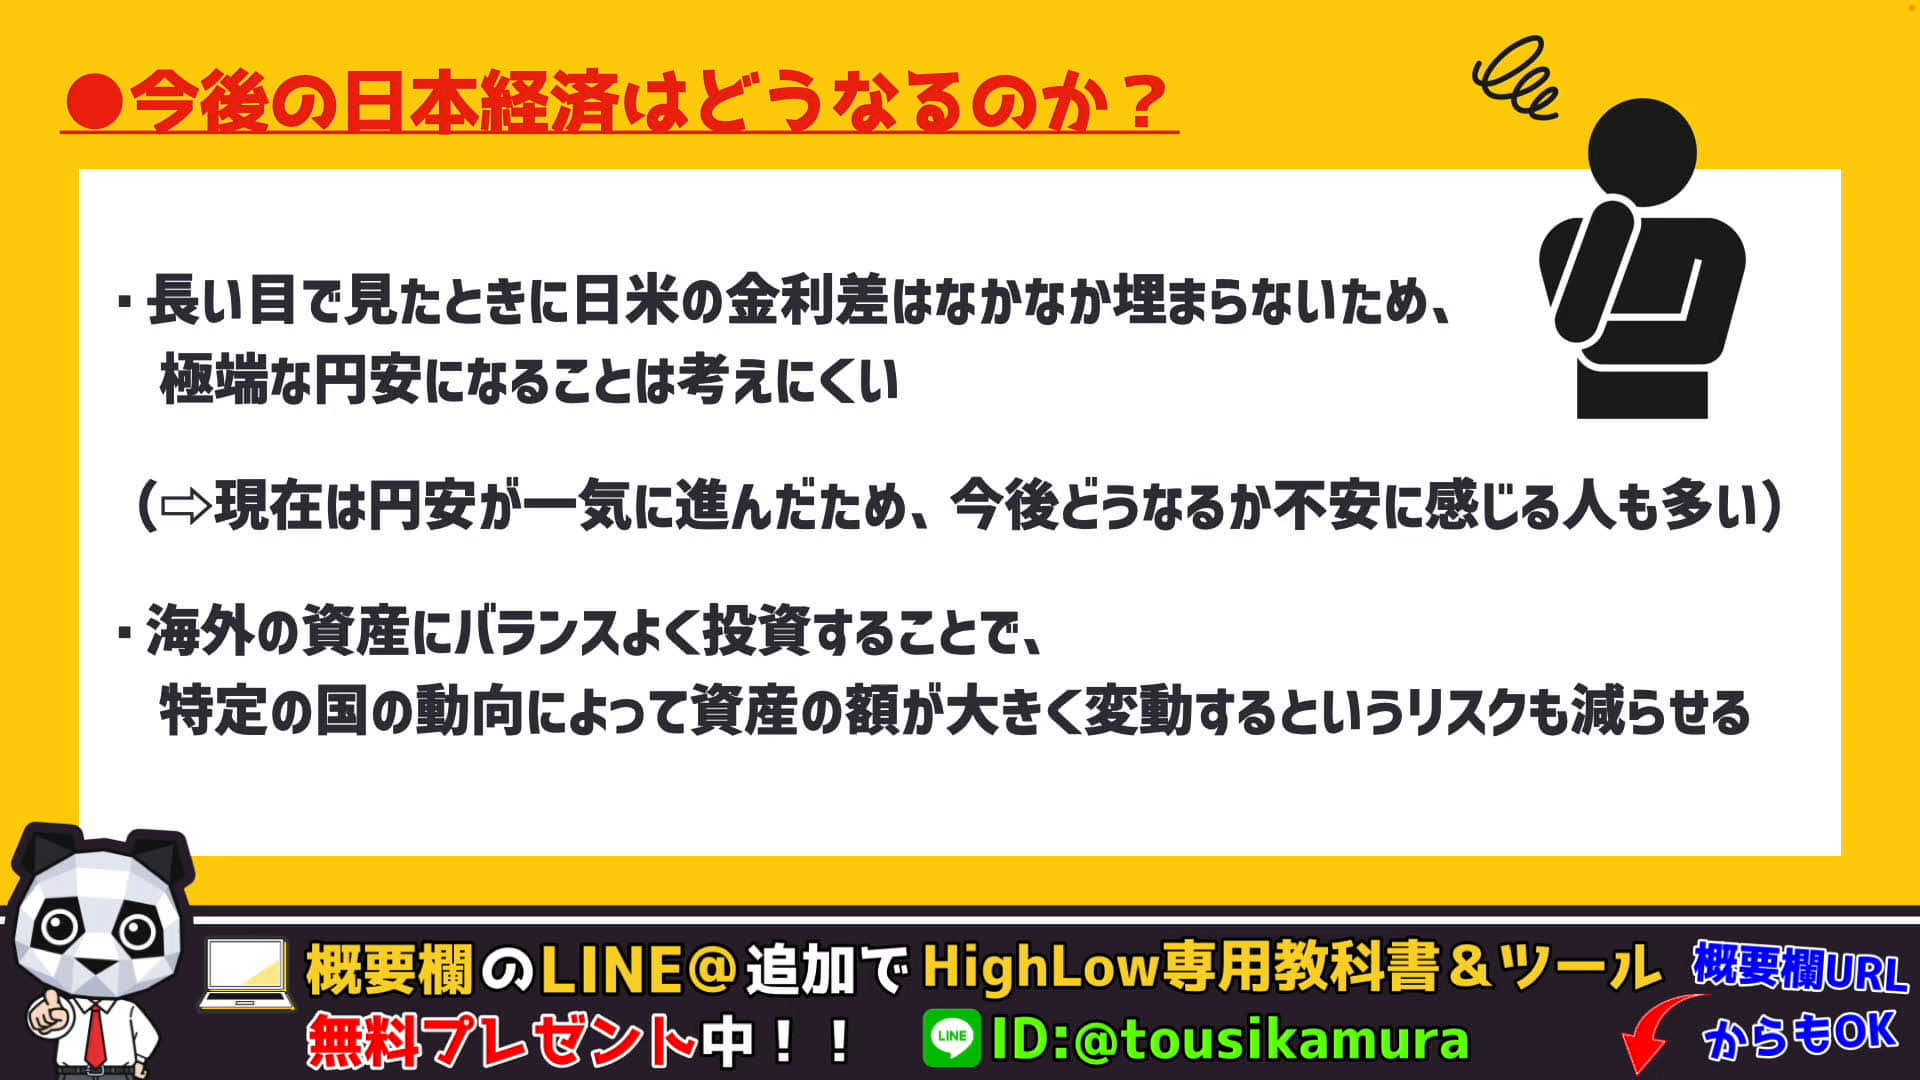 ●今後の日本経済はどうなるのか？
・長い目で見たときに日米の金利差はなかなか埋まらないため、
極端な円安になることは考えにくい
（⇨現在は円安が一気に進んだため、今後どうなるか不安に感じる人も多い）
・海外の資産にバランスよく投資することで、
特定の国の動向によって資産の額が大きく変動するというリスクも減らせる
概要欄のLINE@追加でHighLow専用教科書＆ツール
無料プレゼント中！！
LINE ID:@tousikamura
概要欄URL
からもOK